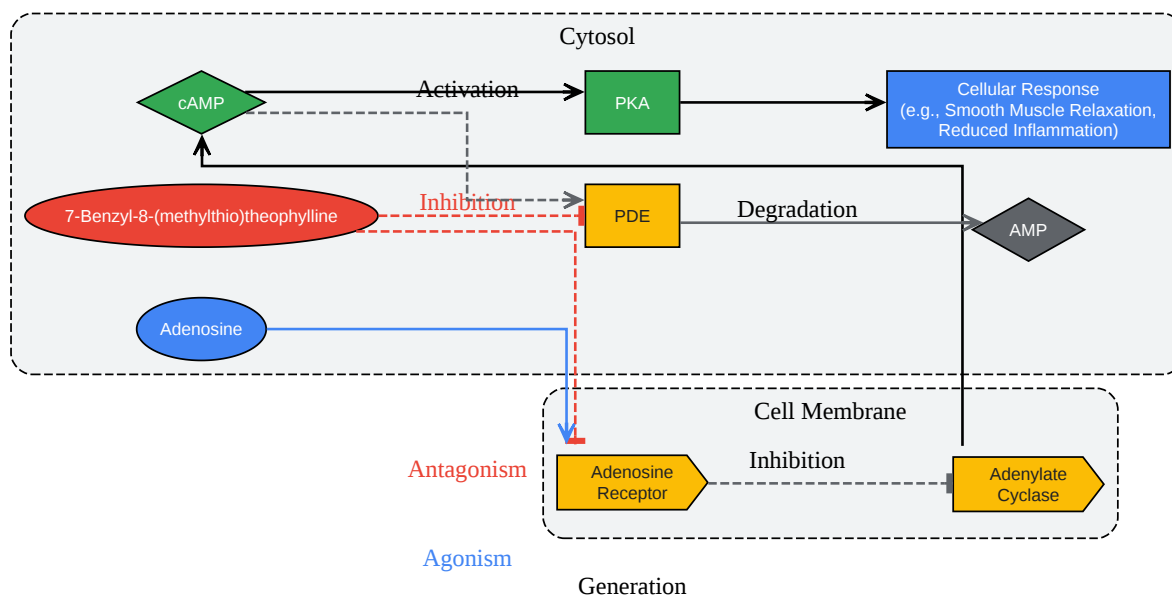 Cytosol
cAMP
Activation
PKA
Cellular Response
(e.g., Smooth Muscle Relaxation,
Reduced Inflammation)
7-Benzyl-8-(methylthio)theophylline
Inhibition
PDE
Degradation
AMP
Adenosine
Cell Membrane
Antagonism
Adenosine
Receptor
Inhibition
Adenylate
Cyclase
Agonism
Generation